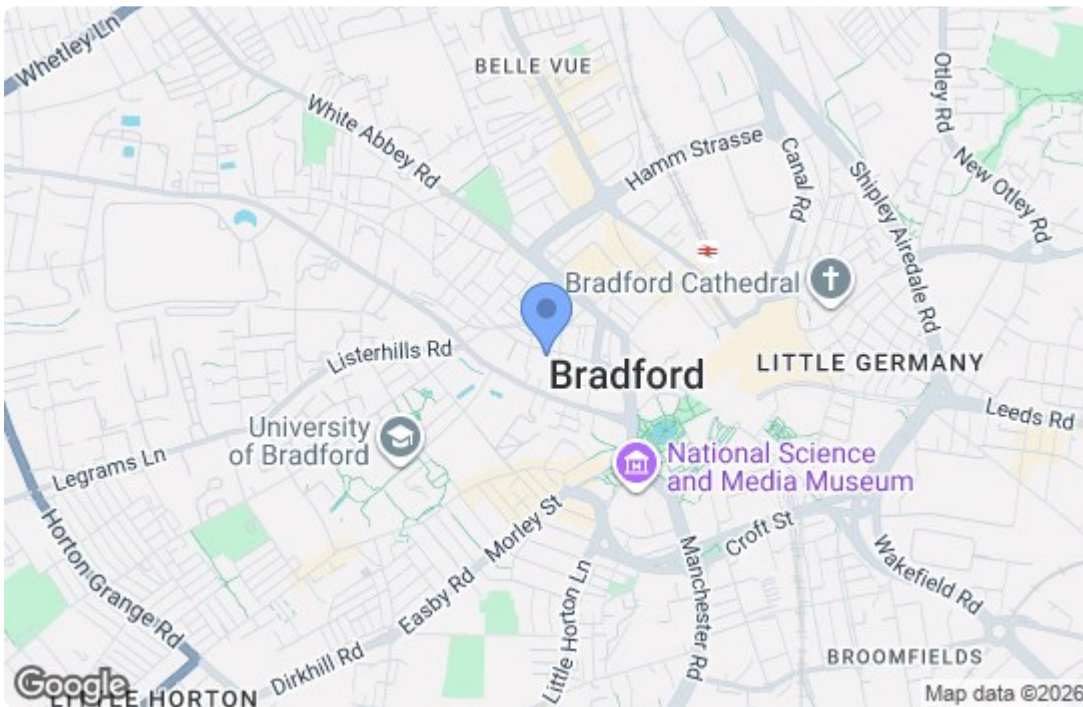 Whetley Ln
BELLE VUE
White Abbey Rd
Hamm Strasse
Canal Rd
Otley Rd
New Otley Rd
Shipley Airedale Rd
Bradford Cathedral
Listerhills Rd
Bradford
LITTLE GERMANY
Leeds Rd
University
of Bradford
National Science
and Media Museum
Legrams Ln
Horton Grange Rd
Morley St
Croft St
Easby Rd
Manchester Rd
Wakefield Rd
Little Horton Ln
Dirkhill Rd
BROOMFIELDS
Google
LITTLE HORTON
Map data ©2026